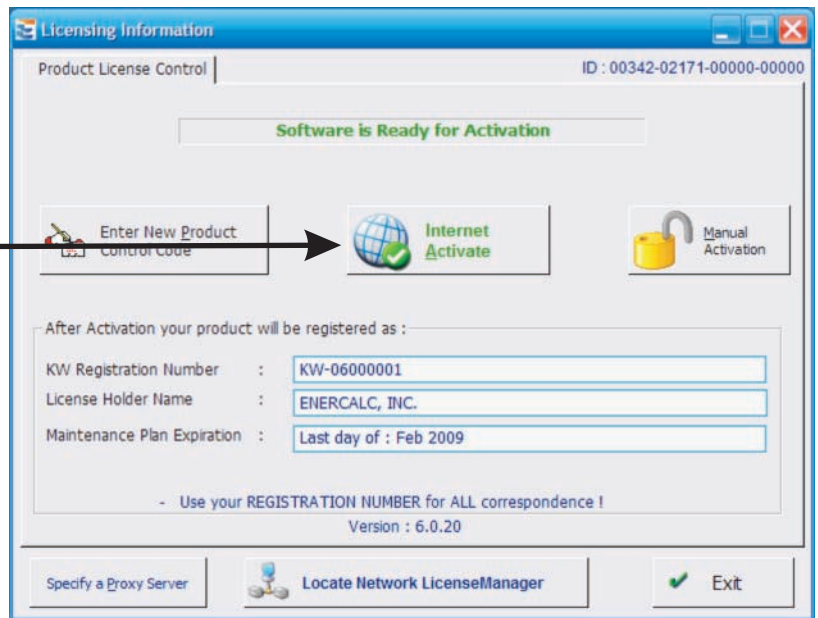 Licensing Information
Product License Control
ID : 00342-02171-00000-00000
Software is Ready for Activation
Enter New Product
Control Code
Internet
Activate
Manual
Activation
After Activation your product will be registered as :
KW Registration Number : KW-06000001
License Holder Name : ENERCALC, INC.
Maintenance Plan Expiration : Last day of : Feb 2009
- Use your REGISTRATION NUMBER for ALL correspondence !
Version : 6.0.20
Specify a Proxy Server
Locate Network LicenseManager
Exit